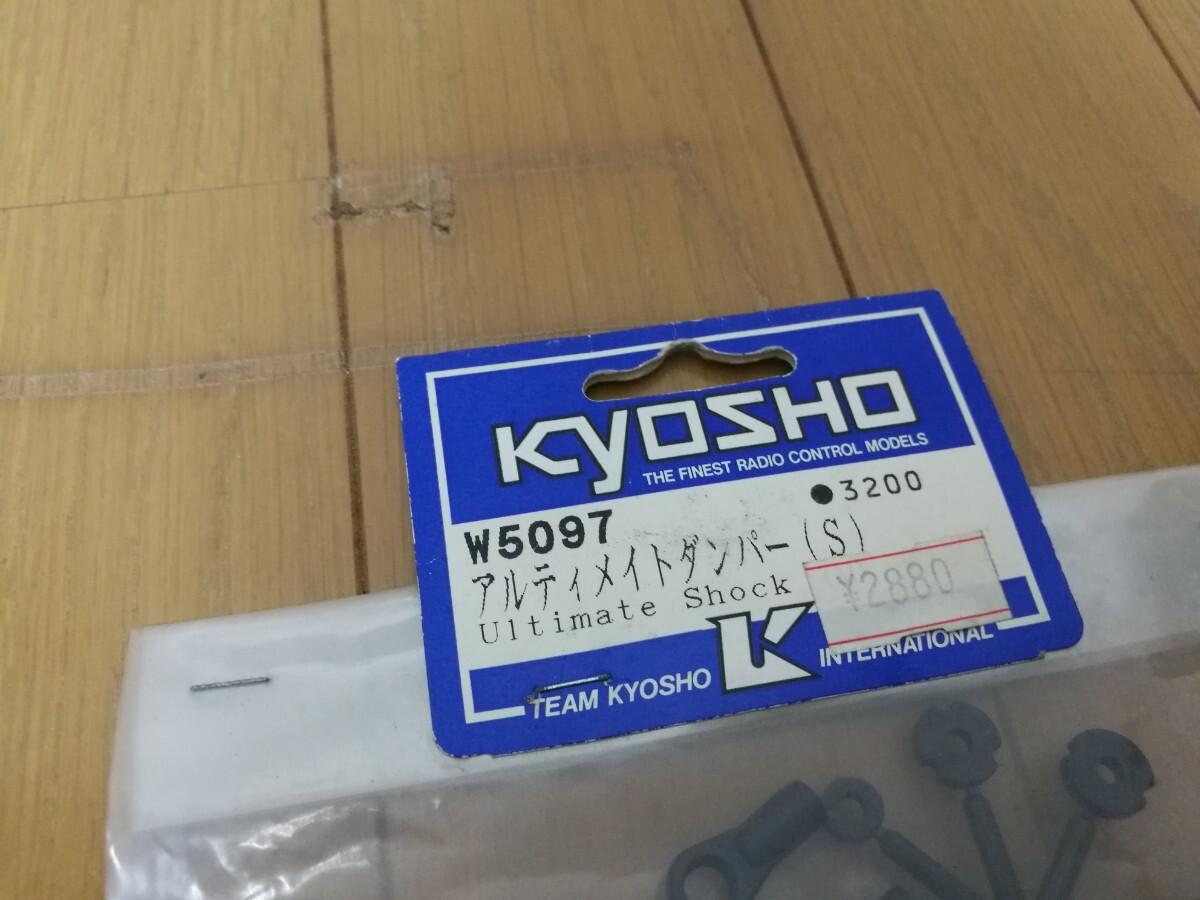 KYOSHO
THE FINEST RADIO CONTROL MODELS
W5097 ●3200
アルティメイトダンパー(S)
Ultimate Shock
¥2880
TEAM KYOSHO K INTERNATIONAL